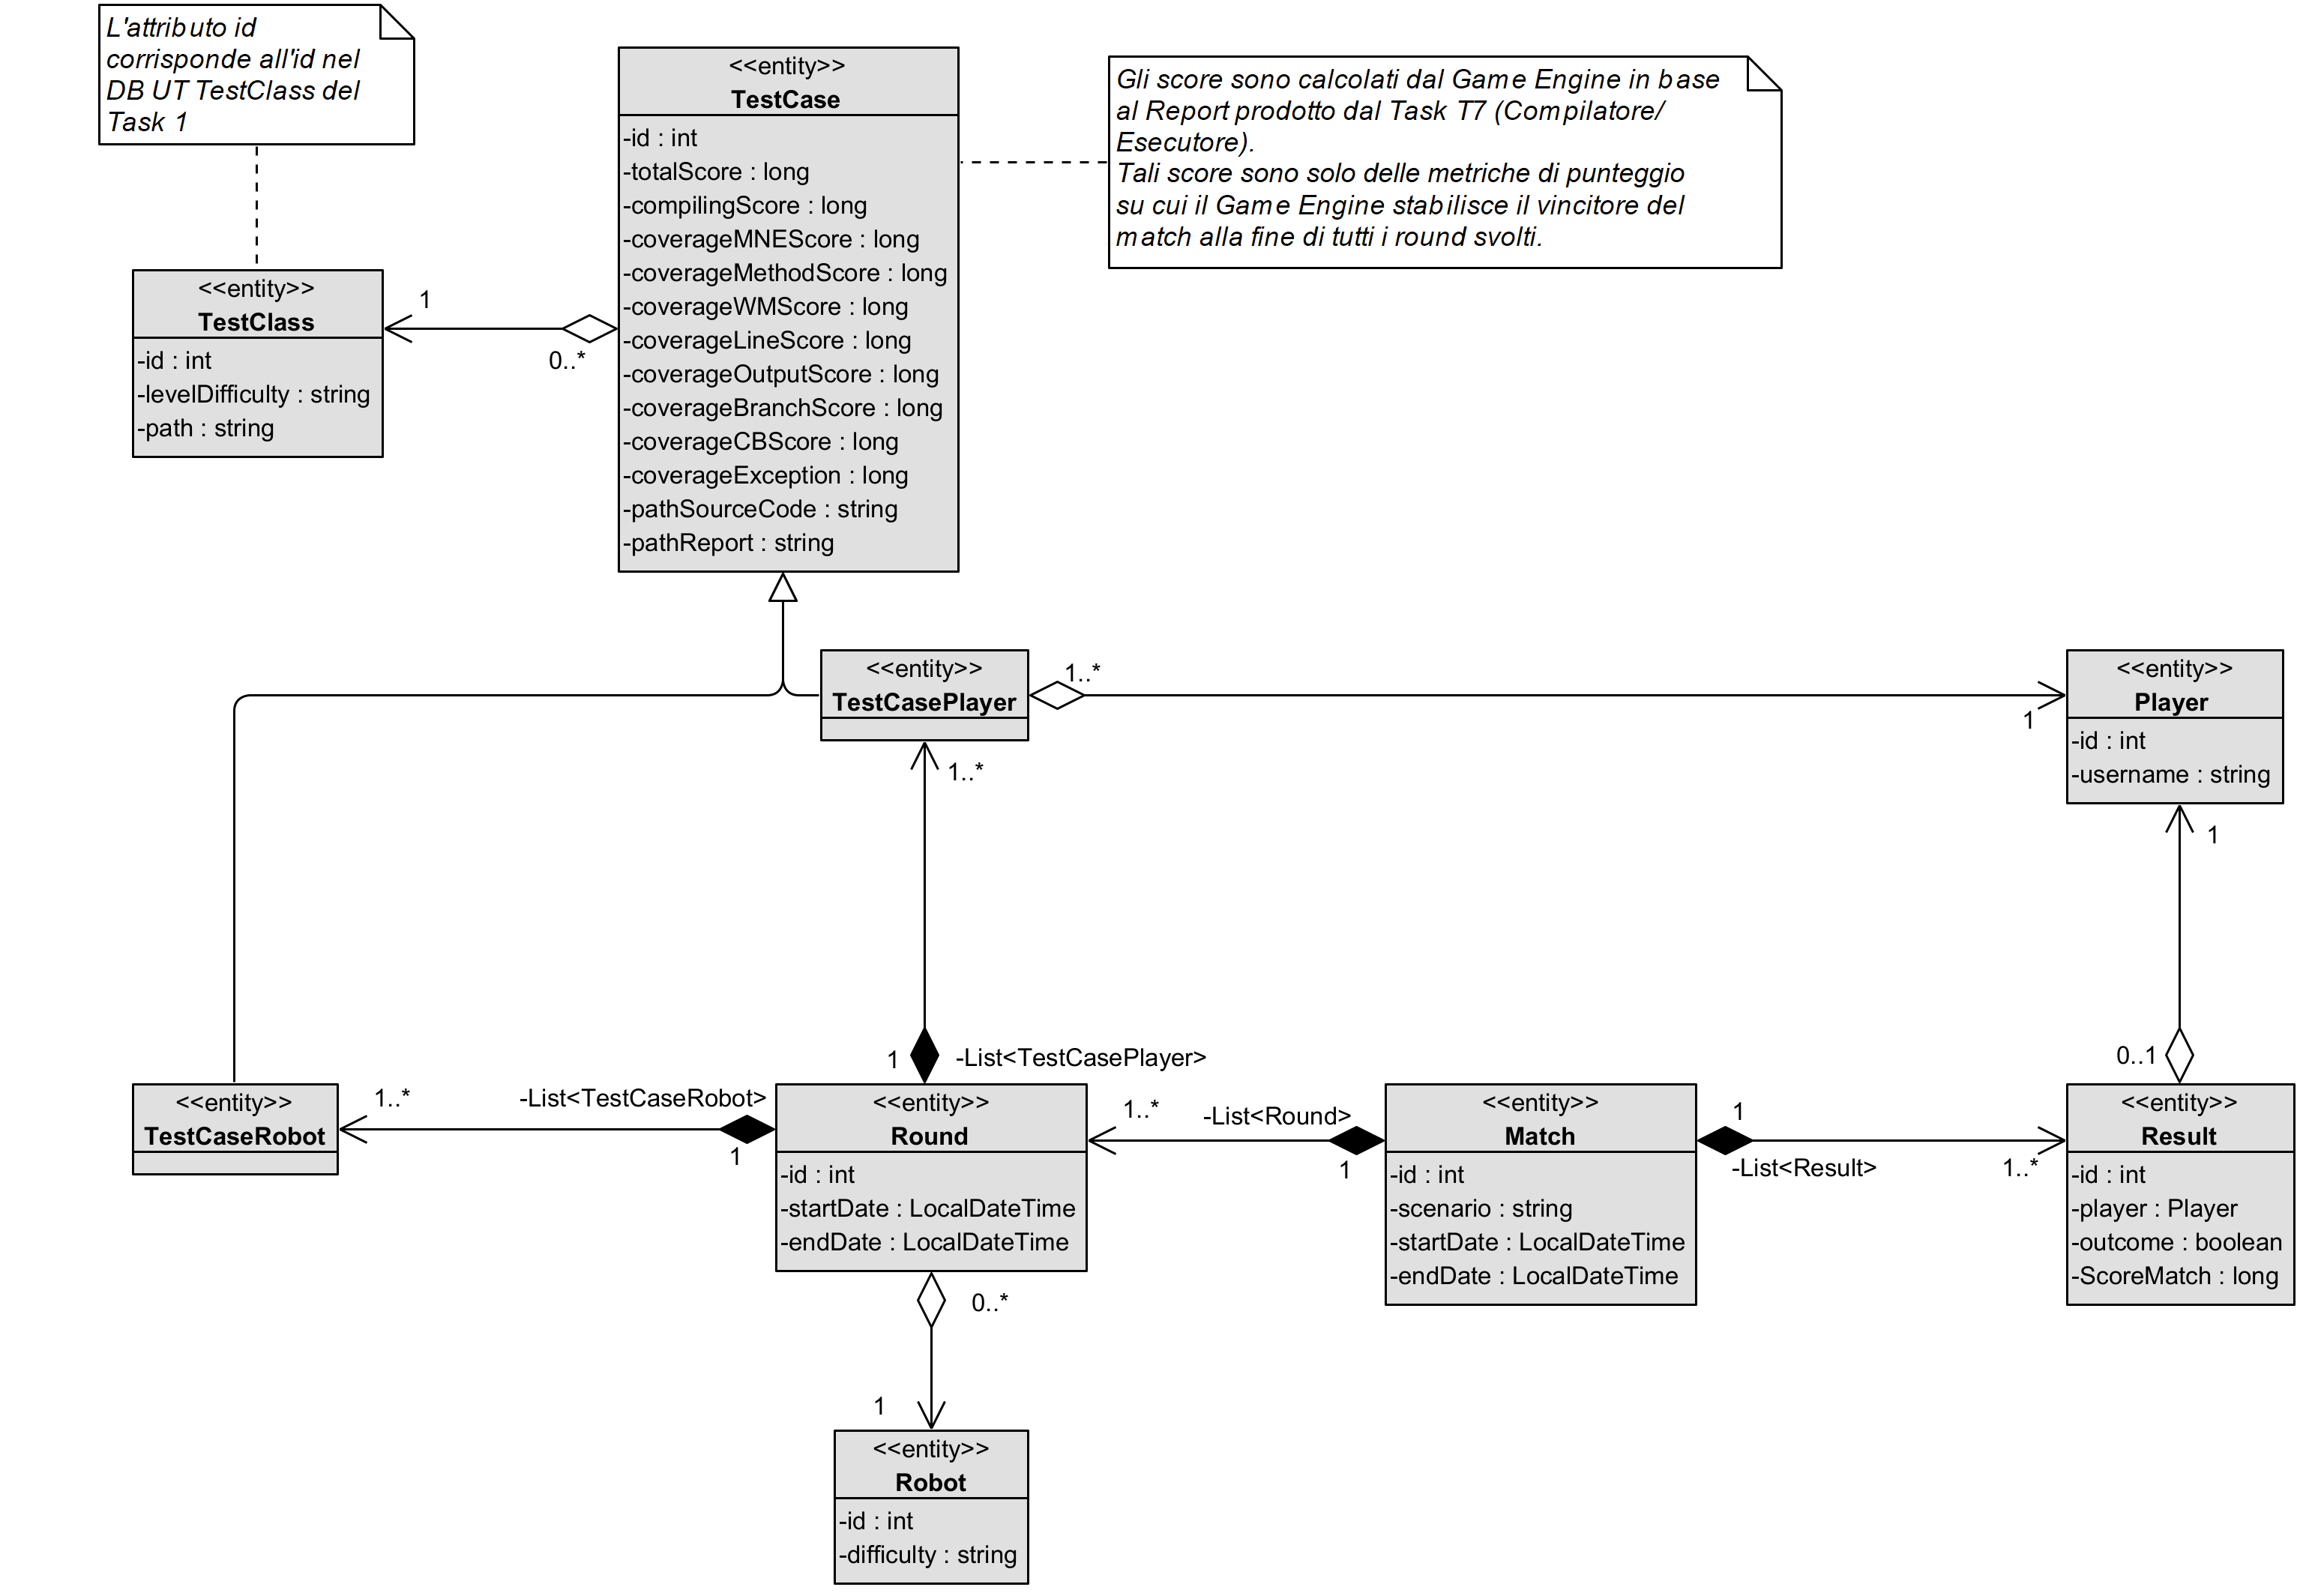 L'attributo id
corrisponde all'id nel
DB UT TestClass del
Task 1
<<entity>>
TestCase
-id : int
-totalScore : long
-compilingScore : long
-coverageMNEScore : long
-coverageMethodScore : long
-coverageWMScore : long
-coverageLineScore : long
-coverageOutputScore : long
-coverageBranchScore : long
-coverageCBScore : long
-coverageException : long
-pathSourceCode : string
-pathReport : string
Gli score sono calcolati dal Game Engine in base
al Report prodotto dal Task T7 (Compilatore/
Esecutore).
Tali score sono solo delle metriche di punteggio
su cui il Game Engine stabilisce il vincitore del
match alla fine di tutti i round svolti.
<<entity>>
TestClass
-id : int
-levelDifficulty : string
-path : string
1
0..*
<<entity>>
TestCasePlayer
1..*
1
<<entity>>
Player
-id : int
-username : string
1..*
1
1
-List<TestCasePlayer>
0..1
<<entity>>
TestCaseRobot
1..*
-List<TestCaseRobot>
1
<<entity>>
Round
-id : int
-startDate : LocalDateTime
-endDate : LocalDateTime
1..*
-List<Round>
1
<<entity>>
Match
-id : int
-scenario : string
-startDate : LocalDateTime
-endDate : LocalDateTime
1
-List<Result>
1..*
<<entity>>
Result
-id : int
-player : Player
-outcome : boolean
-ScoreMatch : long
0..*
1
<<entity>>
Robot
-id : int
-difficulty : string